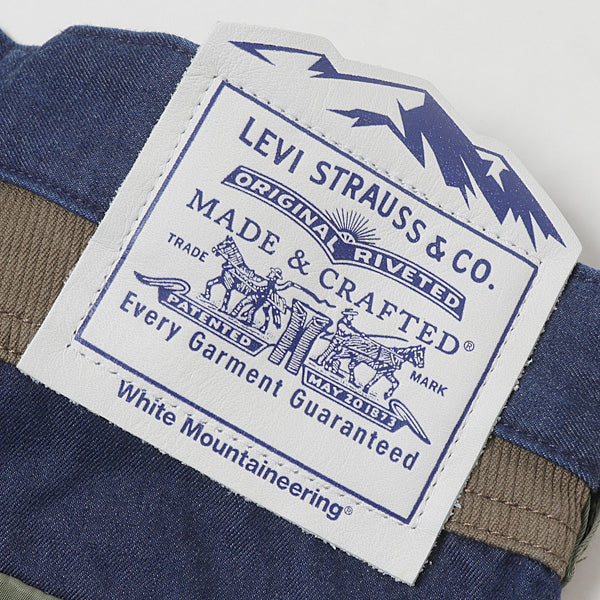 LEVI STRAUSS & CO.
ORIGINAL RIVETED
MADE & CRAFTED®
TRADE MARK
PATENTED MAY 20 1873
Every Garment Guaranteed
White Mountaineering®